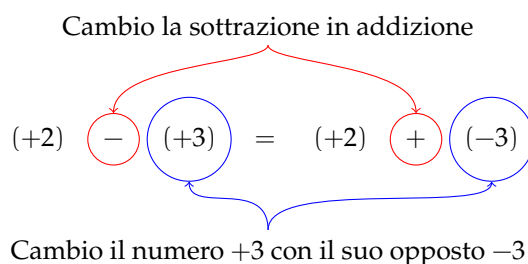 Cambio la sottrazione in addizione
(+2) − (+3) = (+2) + (−3)
Cambio il numero +3 con il suo opposto −3